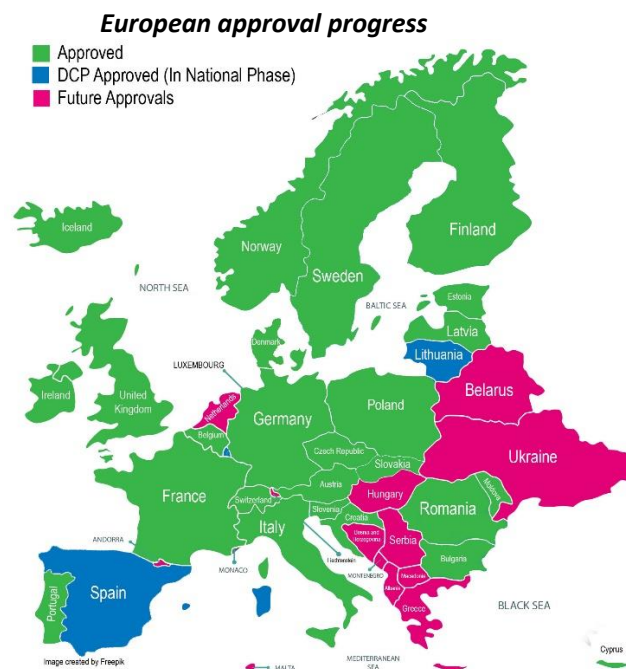 European approval progress
Approved
DCP Approved (In National Phase)
Future Approvals
Iceland
Norway
Finland
Sweden
NORTH SEA
BALTIC SEA
Estonia
Latvia
Denmark
Lithuania
LUXEMBOURG
Belarus
Ireland
United
Kingdom
Netherlands
Germany
Poland
Belgium
Czech Republic
Ukraine
Slovakia
France
Austria
Moldova
Switzerland
Hungary
Slovenia
Romania
Italy
Croatia
ANDORRA
Serbia
Liechtenstein
MONACO
MONTENEGRO
Bulgaria
Macedonia
Albania
Portugal
Spain
Greece
BLACK SEA
Cyprus
MEDITERRANEAN
SEA
Image created by Freepik
MALTA